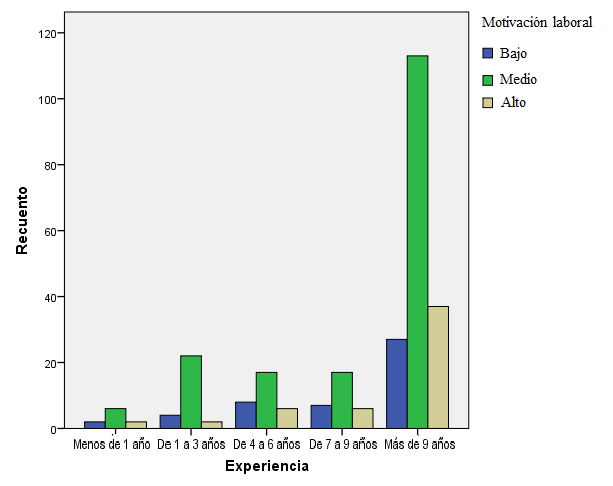 Motivación laboral
Bajo
Medio
Alto
120
100
80
60
40
20
0
Recuento
Menos de 1 año De 1 a 3 años De 4 a 6 años De 7 a 9 años Más de 9 años
Experiencia